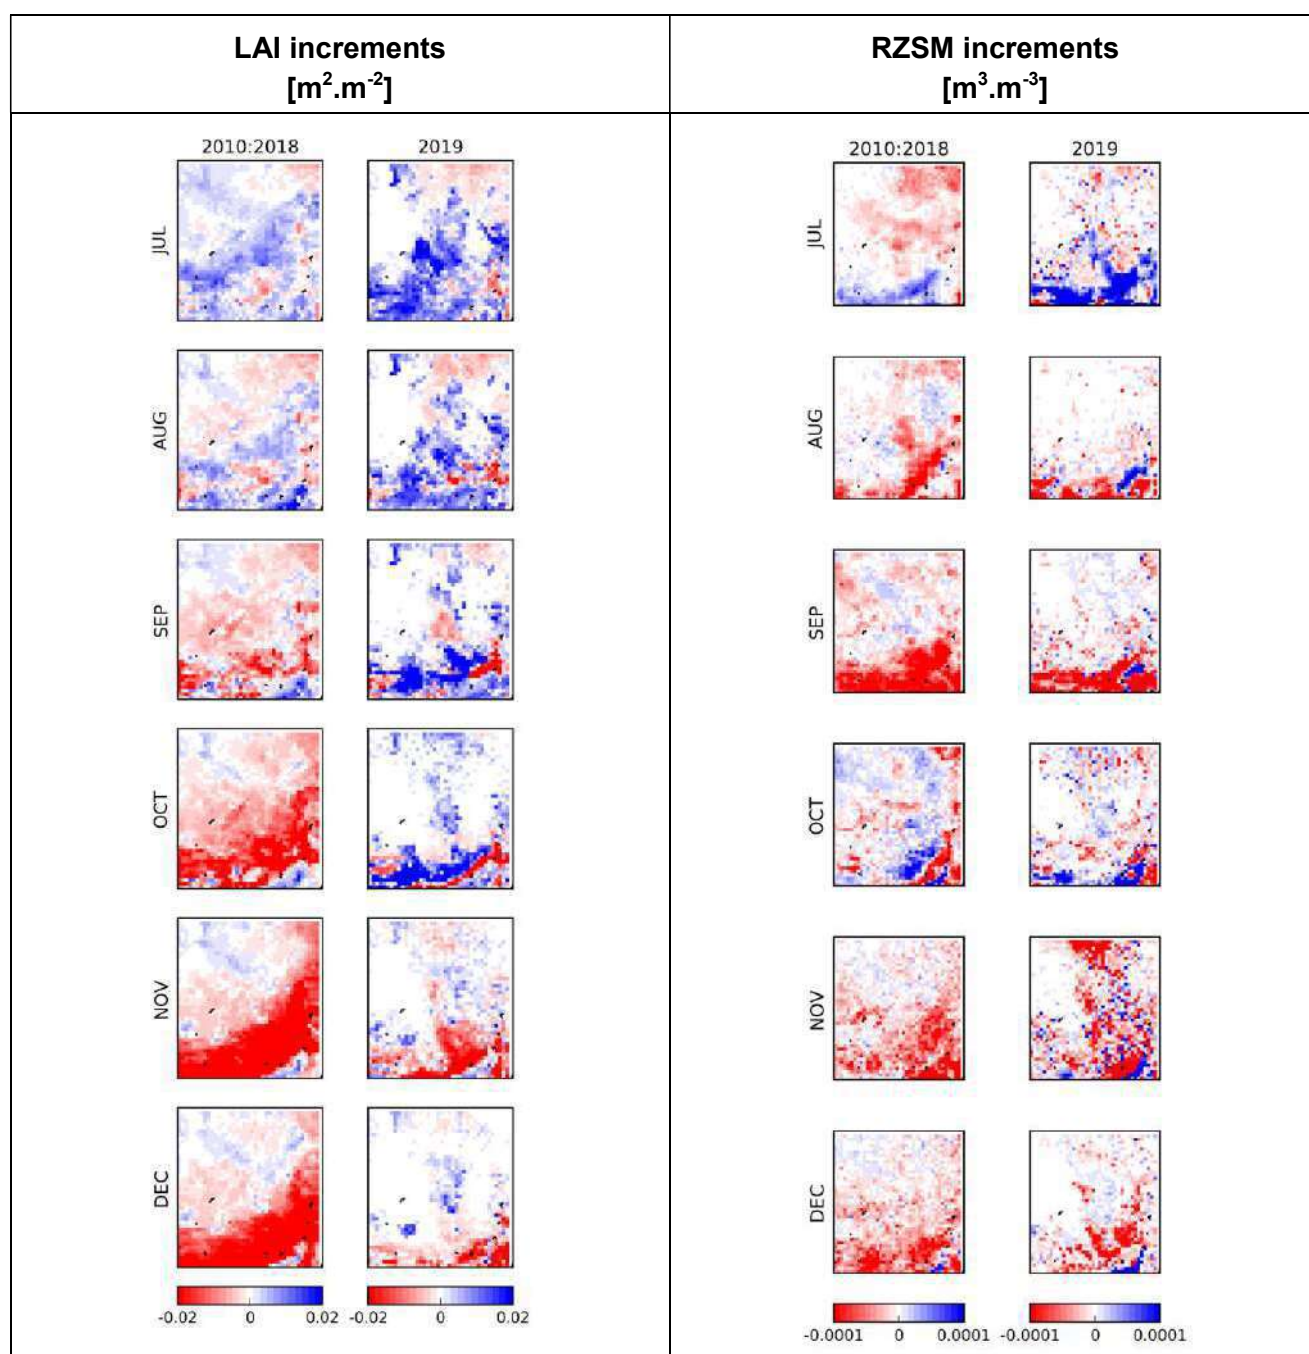 LAI increments
[m².m⁻²]
RZSM increments
[m³.m⁻³]
2010:2018 2019
JUL
AUG
SEP
OCT
NOV
DEC
-0.02 0 0.02 -0.02 0 0.02
2010:2018 2019
JUL
AUG
SEP
OCT
NOV
DEC
-0.0001 0 0.0001 -0.0001 0 0.0001